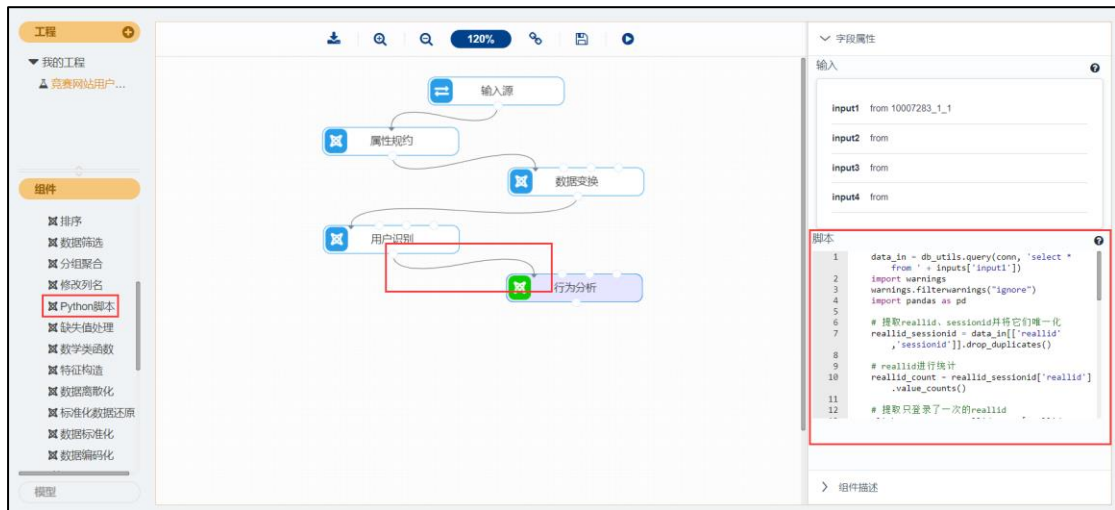 工程
我的工程
竞赛网站用户...
组件
排序
数据筛选
分组聚合
修改列名
Python脚本
缺失值处理
数学类函数
特征构造
数据离散化
标准化数据还原
数据标准化
数据编码化
模型
120%
输入源
属性规约
数据变换
用户识别
行为分析
字段属性
输入
input1 from 10007283_1_1
input2 from
input3 from
input4 from
脚本
1 data_in = db_utils.query(conn, 'select *
from ' + inputs['input1'])
2 import warnings
3 warnings.filterwarnings("ignore")
4 import pandas as pd
5
6 # 提取reallid、sessionid并将它们唯一化
7 reallid_sessionid = data_in[['reallid'
,'sessionid']].drop_duplicates()
8
9 # reallid进行统计
10 reallid_count = reallid_sessionid['reallid']
.value_counts()
11
12 # 提取只登录了一次的reallid
组件描述